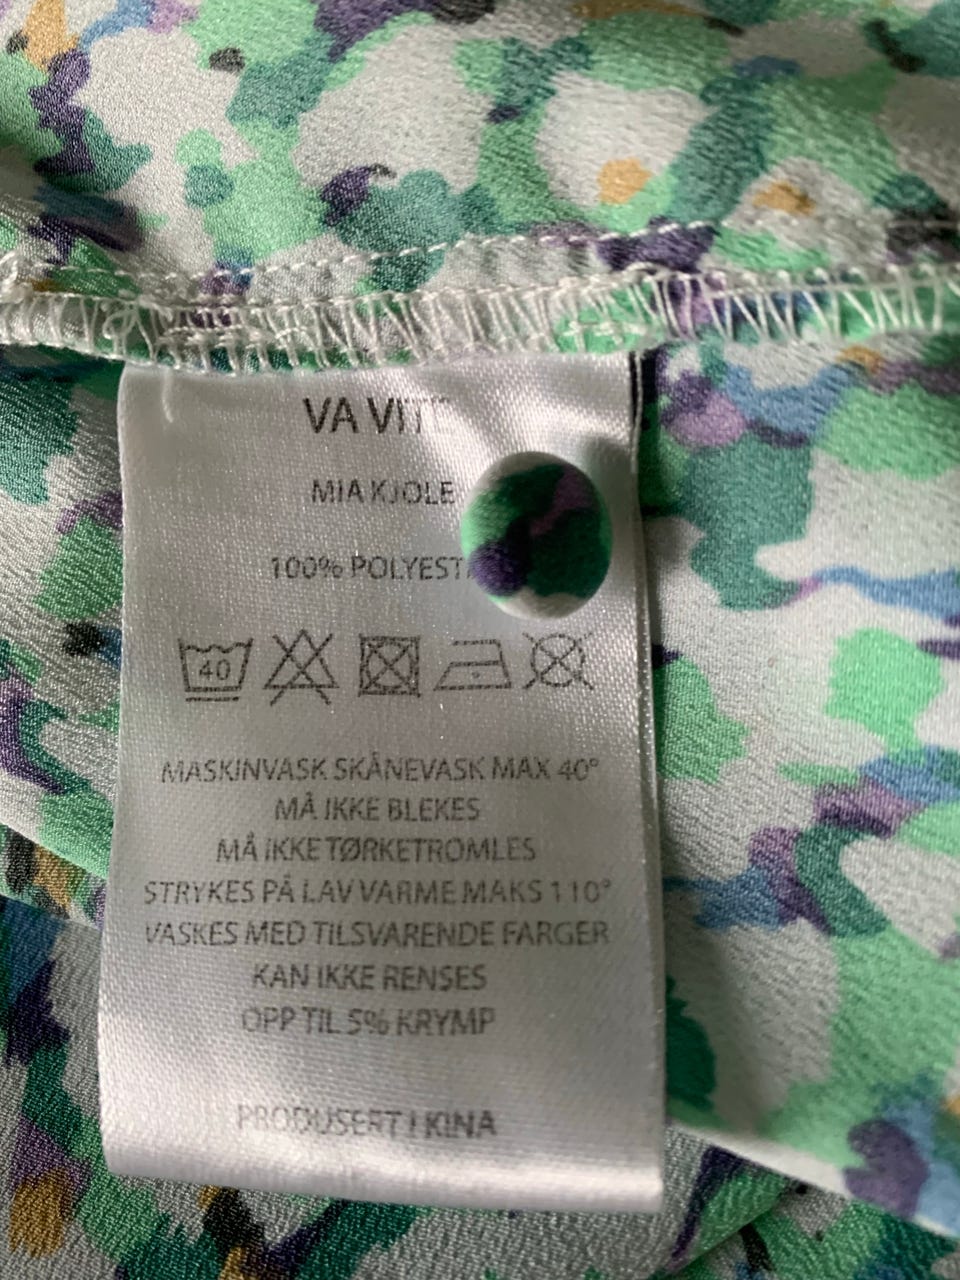 VA VITE
MIA KJOLE
100% POLYEST
40
MASKINVASK SKÅNEVASK MAX 40°
MÅ IKKE BLEKES
MÅ IKKE TØRKETROMLES
STRYKES PÅ LAV VARME MAKS 110°
VASKES MED TILSVARENDE FARGER
KAN IKKE RENSES
OPP TIL 5% KRYMP
PRODUSERT I KINA